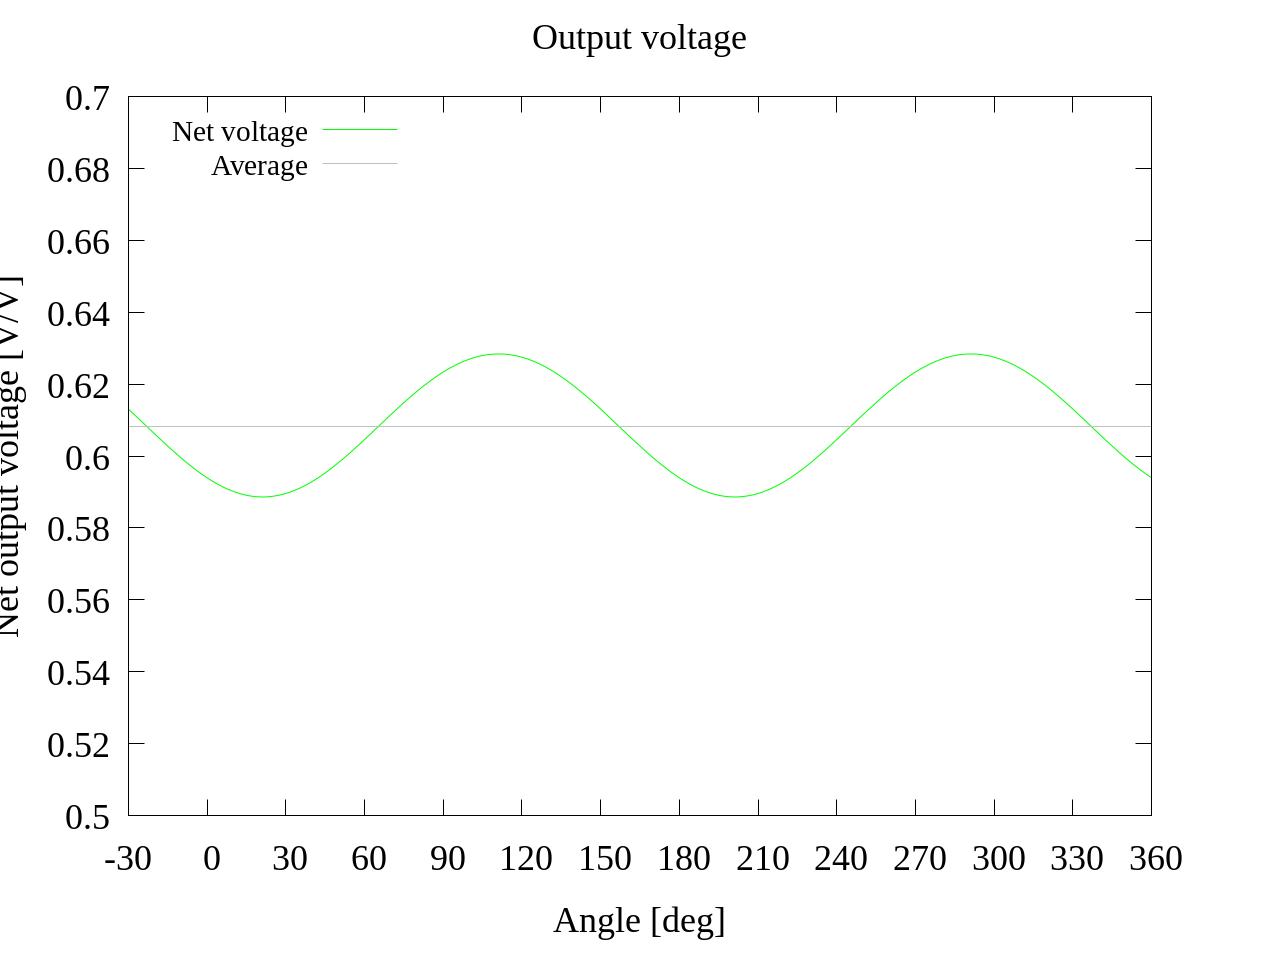 Output voltage
0.7
Net voltage
Average
0.68
0.66
0.64
0.62
0.6
0.58
0.56
0.54
0.52
0.5
Net output voltage [V/V]
-30 0 30 60 90 120 150 180 210 240 270 300 330 360
Angle [deg]